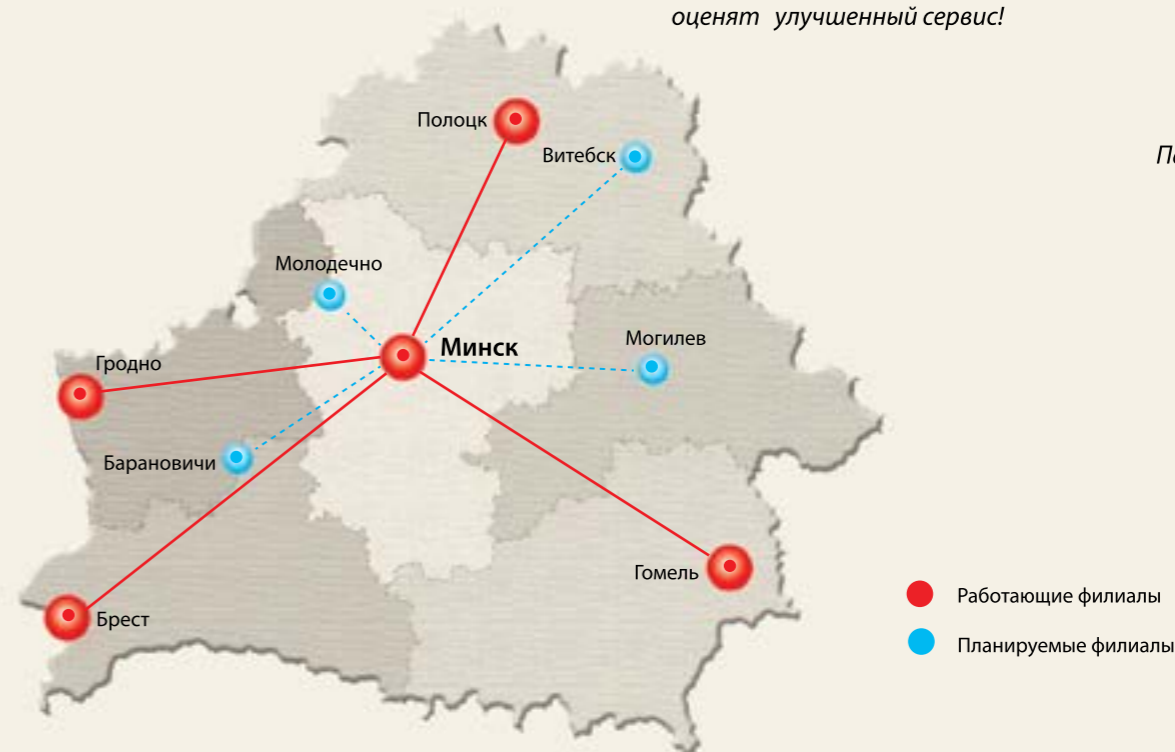 оценят улучшенный сервис!
Полоцк
Витебск
Молодечно
Минск
Могилев
Гродно
Барановичи
Гомель
Брест
Работающие филиалы
Планируемые филиалы